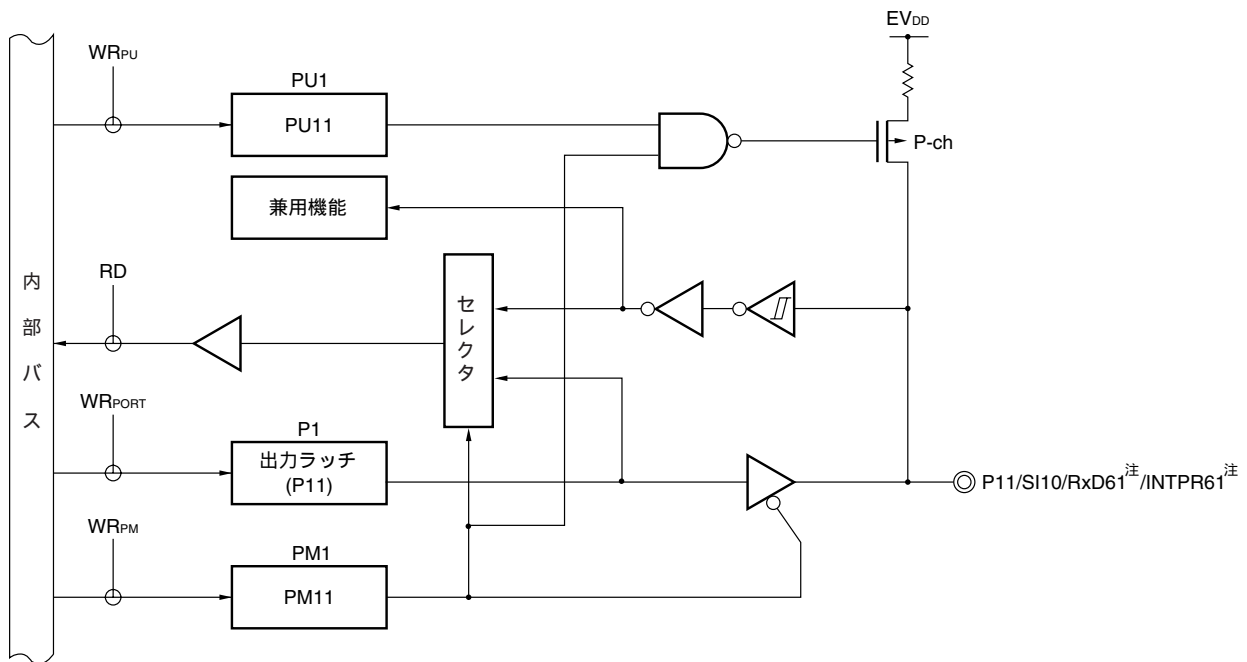 EVDD
WRPU
PU1
PU11
P-ch
兼用機能
RD
内部バス
セレクタ
WRPORT
P1
出力ラッチ
(P11)
P11/SI10/RxD61注/INTPR61注
WRPM
PM1
PM11